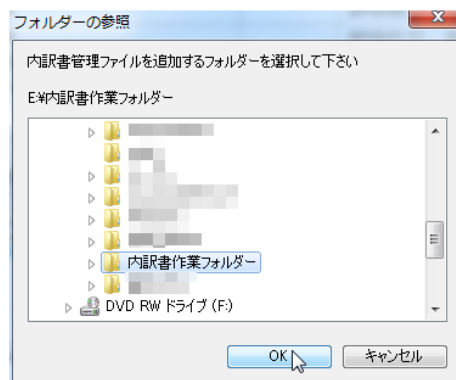 フォルダーの参照
内訳書管理ファイルを追加するフォルダーを選択して下さい
E:¥内訳書作業フォルダー
内訳書作業フォルダー
DVD RW ドライブ (F:)
OK キャンセル